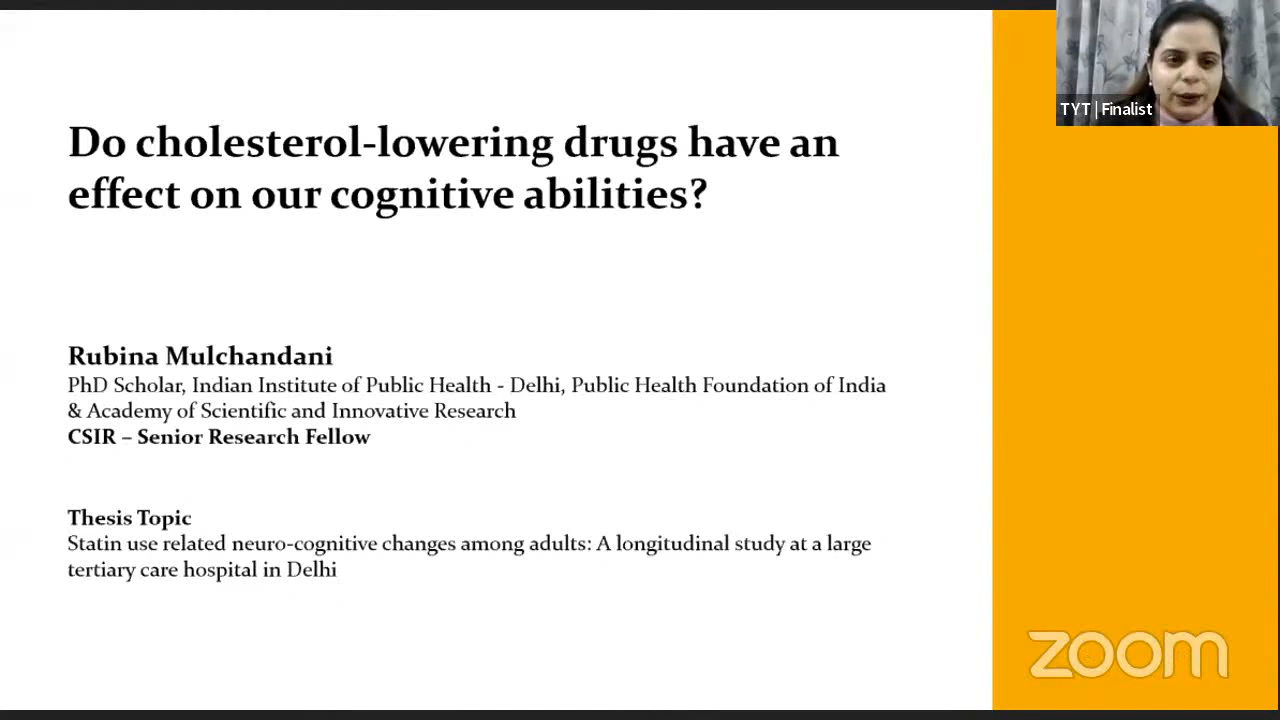 TYT | Finalist
Do cholesterol-lowering drugs have an
effect on our cognitive abilities?
Rubina Mulchandani
PhD Scholar, Indian Institute of Public Health - Delhi, Public Health Foundation of India
& Academy of Scientific and Innovative Research
CSIR – Senior Research Fellow
Thesis Topic
Statin use related neuro-cognitive changes among adults: A longitudinal study at a large
tertiary care hospital in Delhi
zoom